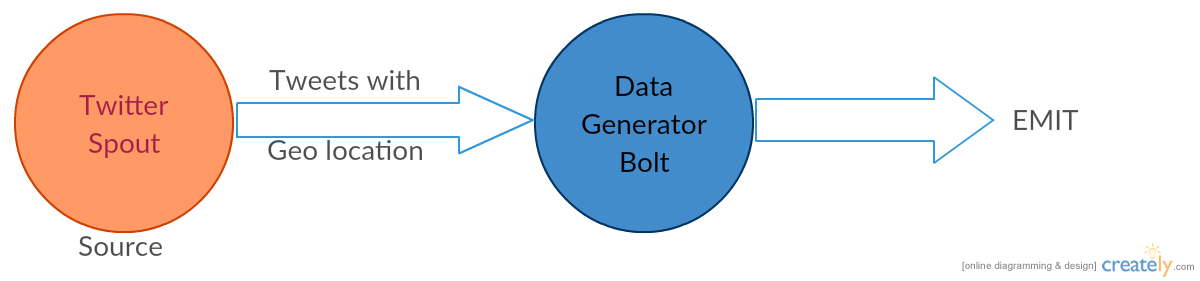 Twitter
Spout
Source
Tweets with
Geo location
Data
Generator
Bolt
EMIT
[online diagramming & design] creately.com